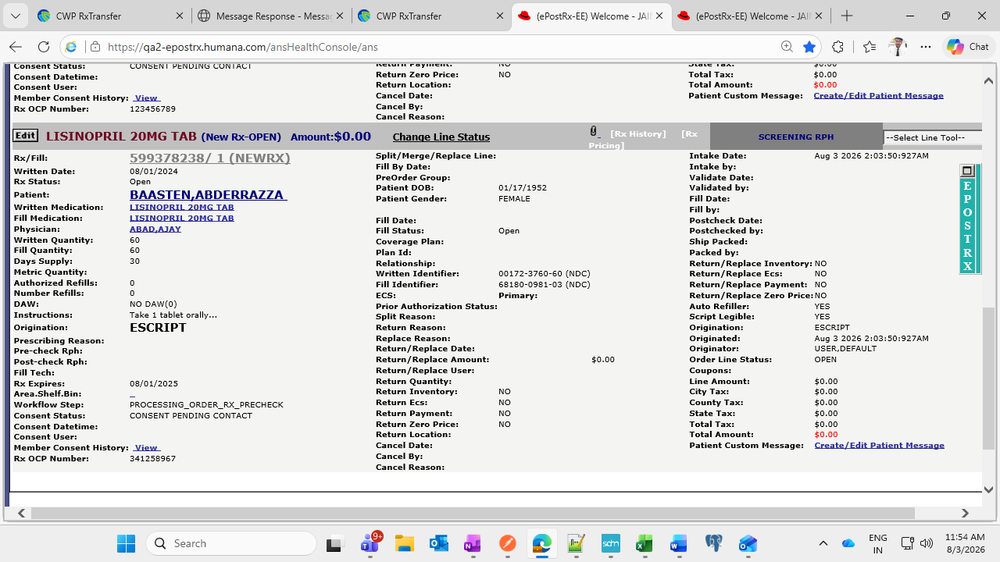 CWP RxTransfer
Message Response - Messa
CWP RxTransfer
(ePostRx-EE) Welcome - JAI
(ePostRx-EE) Welcome - JAI
https://qa2-epostrx.humana.com/ansHealthConsole/ans
Chat
Consent Status: CONSENT PENDING CONTACT Return Payment: NO State Tax: $0.00
Consent Datetime: Return Zero Price: NO Total Tax: $0.00
Consent User: Return Location: Total Amount: $0.00
Member Consent History: View Cancel Date: Patient Custom Message: Create/Edit Patient Message
Rx OCP Number: 123456789 Cancel By:
Cancel Reason:
Edit LISINOPRIL 20MG TAB (New Rx-OPEN) Amount:$0.00 Change Line Status [Rx History] [Rx Pricing] SCREENING RPH --Select Line Tool--
Rx/Fill: 599378238/ 1 (NEWRX) Split/Merge/Replace Line: Intake Date: Aug 3 2026 2:03:50:927AM
Written Date: 08/01/2024 Fill By Date: Intake by:
Rx Status: Open PreOrder Group: Validate Date:
Patient: BAASTEN,ABDERRAZZA Patient DOB: 01/17/1952 Validated by:
Patient Gender: FEMALE Fill Date:
Written Medication: LISINOPRIL 20MG TAB Fill by:
Fill Medication: LISINOPRIL 20MG TAB Fill Date: Postcheck Date:
Physician: ABAD,AJAY Fill Status: Open Postchecked by:
Written Quantity: 60 Coverage Plan: Ship Packed:
Fill Quantity: 60 Plan Id: Packed by:
Days Supply: 30 Relationship: Return/Replace Inventory: NO
Metric Quantity: Written Identifier: 00172-3760-60 (NDC) Return/Replace Ecs: NO
Authorized Refills: 0 Fill Identifier: 68180-0981-03 (NDC) Return/Replace Payment: NO
Number Refills: 0 ECS: Primary: Return/Replace Zero Price: NO
DAW: NO DAW(0) Prior Authorization Status: Auto Refiller: YES
Instructions: Take 1 tablet orally... Split Reason: Script Legible: YES
Origination: ESCRIPT Return Reason: Origination: ESCRIPT
Prescribing Reason: Replace Reason: Originated: Aug 3 2026 2:03:50:927AM
Pre-check Rph: Return/Replace Date: Originator: USER,DEFAULT
Post-check Rph: Return/Replace Amount: $0.00 Order Line Status: OPEN
Fill Tech: Return/Replace User: Coupons:
Rx Expires: 08/01/2025 Return Quantity: Line Amount: $0.00
Area.Shelf.Bin: Return Inventory: NO City Tax: $0.00
Workflow Step: PROCESSING_ORDER_RX_PRECHECK Return Ecs: NO County Tax: $0.00
Consent Status: CONSENT PENDING CONTACT Return Payment: NO State Tax: $0.00
Consent Datetime: Return Zero Price: NO Total Tax: $0.00
Consent User: Return Location: Total Amount: $0.00
Member Consent History: View Cancel Date: Patient Custom Message: Create/Edit Patient Message
Rx OCP Number: 341258967 Cancel By:
Cancel Reason:
E
P
O
S
T
R
X
Search
9+
sdm
ENG
IN
11:54 AM
8/3/2026